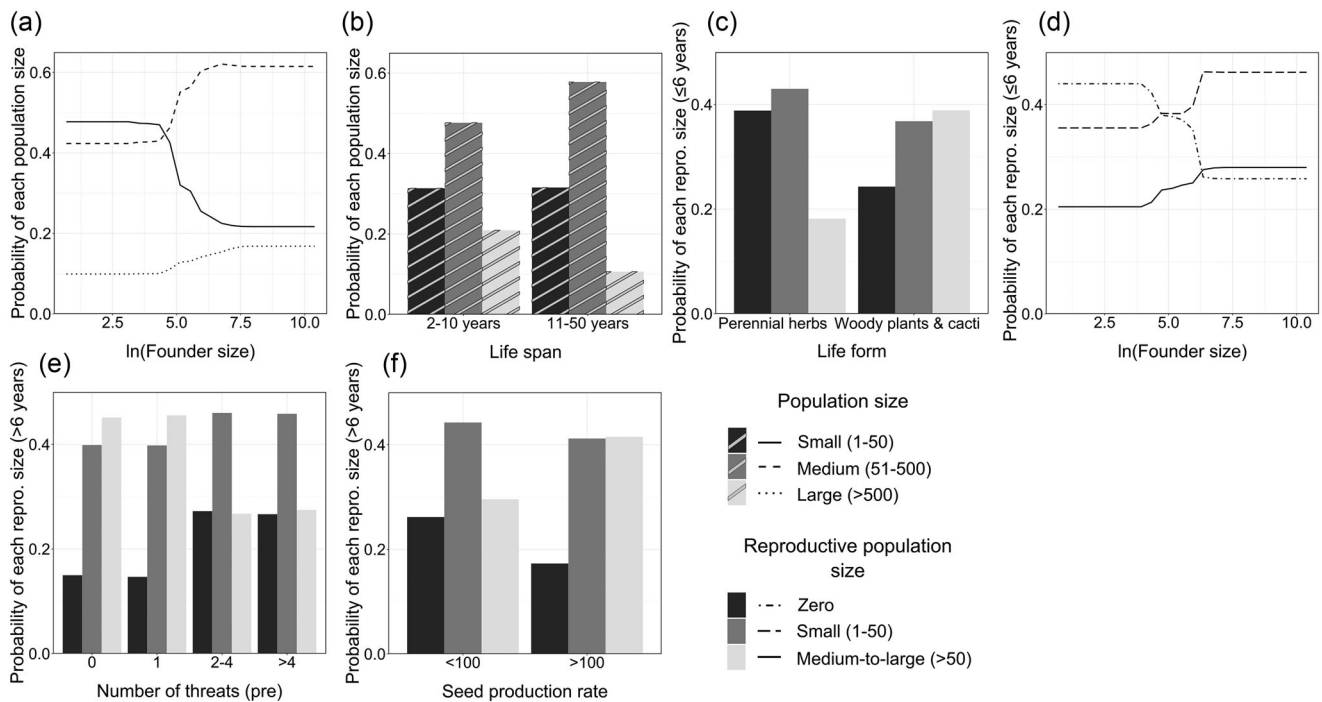 (a)
Probability of each population size
0.6
0.4
0.2
0.0
2.5 5.0 7.5 10.0
ln(Founder size)
(b)
Probability of each population size
0.6
0.4
0.2
0.0
2-10 years 11-50 years
Life span
(c)
Probability of each repro. size (≤6 years)
0.4
0.2
0.0
Perennial herbs Woody plants & cacti
Life form
(d)
Probability of each repro. size (≤6 years)
0.4
0.2
0.0
2.5 5.0 7.5 10.0
ln(Founder size)
(e)
Probability of each repro. size (>6 years)
0.4
0.2
0.0
0 1 2-4 >4
Number of threats (pre)
(f)
Probability of each repro. size (>6 years)
0.4
0.2
0.0
<100 >100
Seed production rate
Population size
Small (1-50)
Medium (51-500)
Large (>500)
Reproductive population
size
Zero
Small (1-50)
Medium-to-large (>50)